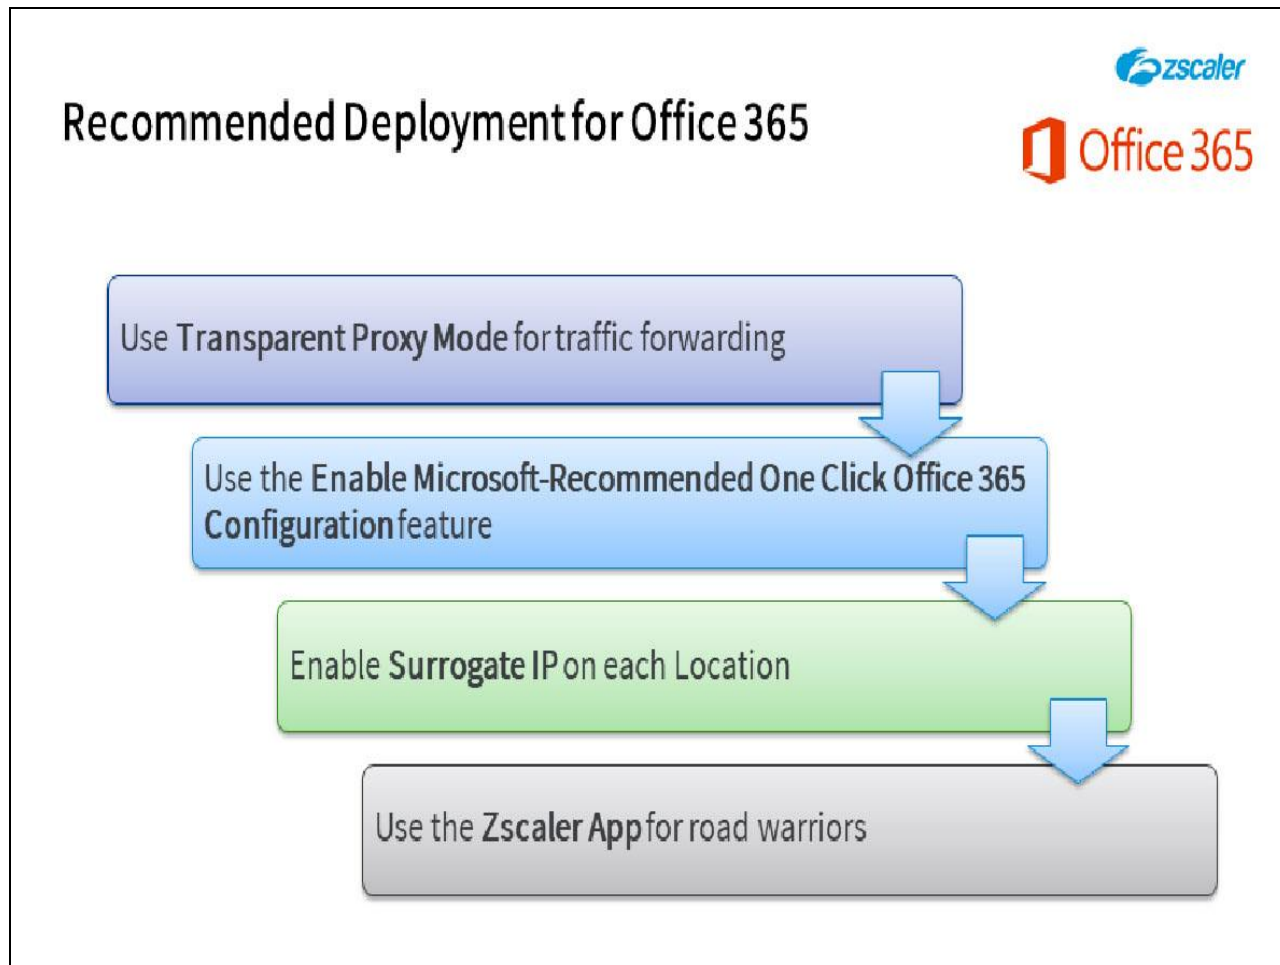 zscaler
Recommended Deployment for Office 365
Office 365
Use Transparent Proxy Mode for traffic forwarding
Use the Enable Microsoft-Recommended One Click Office 365
Configuration feature
Enable Surrogate IP on each Location
Use the Zscaler App for road warriors